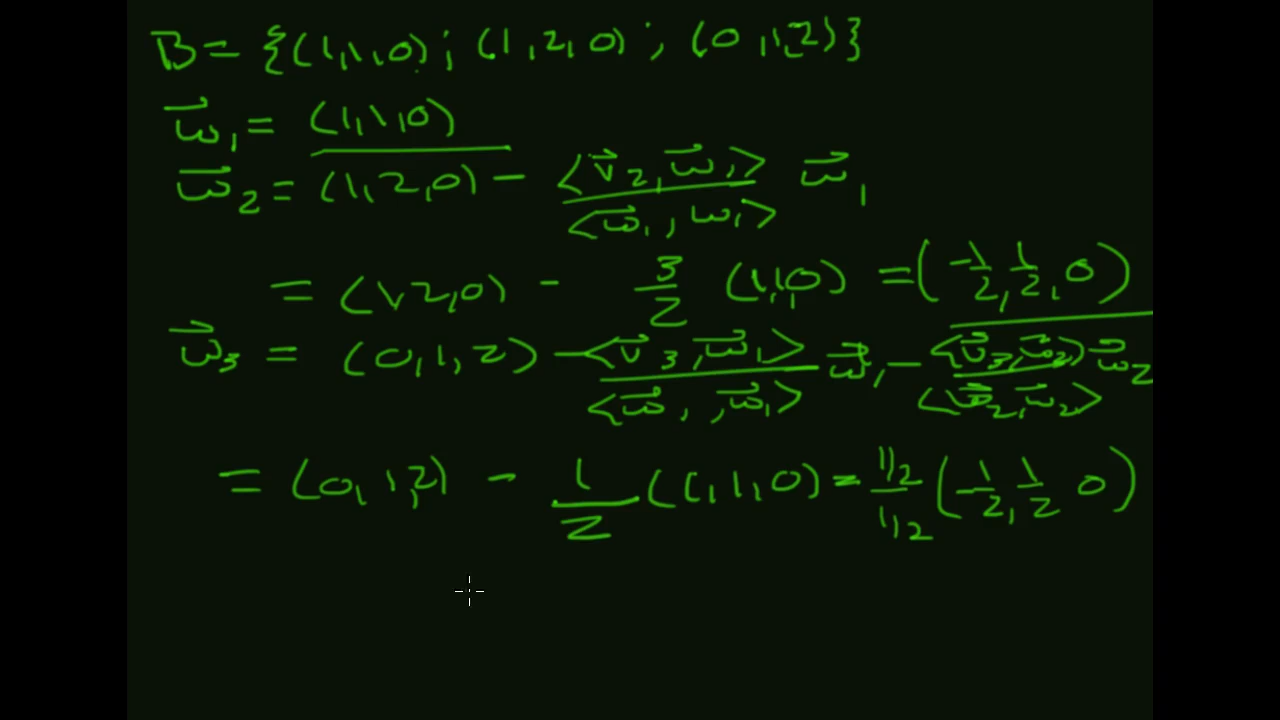 B = {(1,1,0); (1,2,0); (0,1,2)}
w⃗₁ = (1,1,0)
w⃗₂ = (1,2,0) - <v⃗₂,w⃗₁>/<w⃗₁,w₁> w⃗₁
= (1,2,0) - 3/2 (1,1,0) = (-1/2, 1/2, 0)
w⃗₃ = (0,1,2) - <v⃗₃,w⃗₁>/<w⃗₁,w⃗₁> w⃗₁ - <v⃗₃,w⃗₂>/<w⃗₂,w⃗₂> w⃗₂
= (0,1,2) - 1/2 (1,1,0) - 1/2/1/2 (-1/2, 1/2 0)